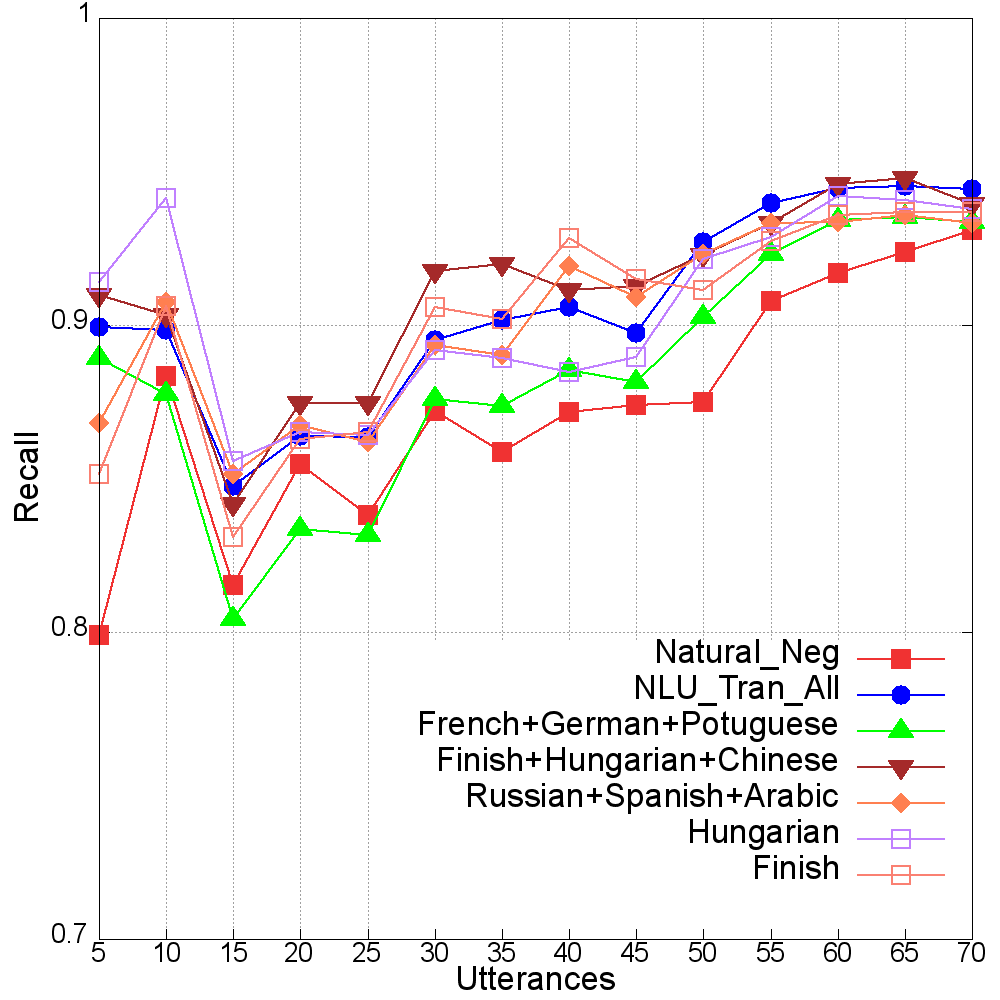 1
0.9
0.8
0.7
Recall
Natural_Neg
NLU_Tran_All
French+German+Potuguese
Finish+Hungarian+Chinese
Russian+Spanish+Arabic
Hungarian
Finish
5 10 15 20 25 30 35 40 45 50 55 60 65 70
Utterances